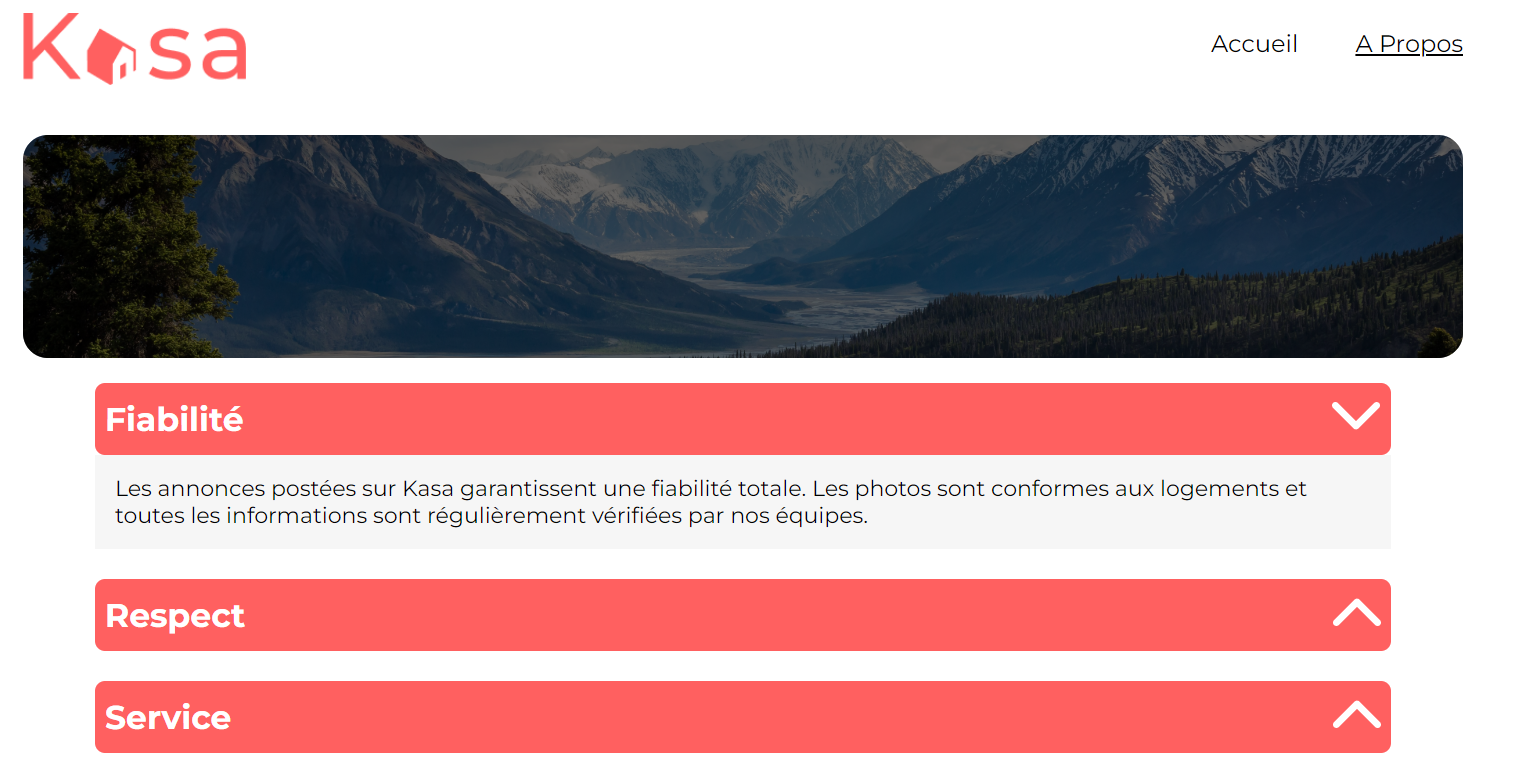 Kasa
Accueil
A Propos
Fiabilité
Les annonces postées sur Kasa garantissent une fiabilité totale. Les photos sont conformes aux logements et
toutes les informations sont régulièrement vérifiées par nos équipes.
Respect
Service